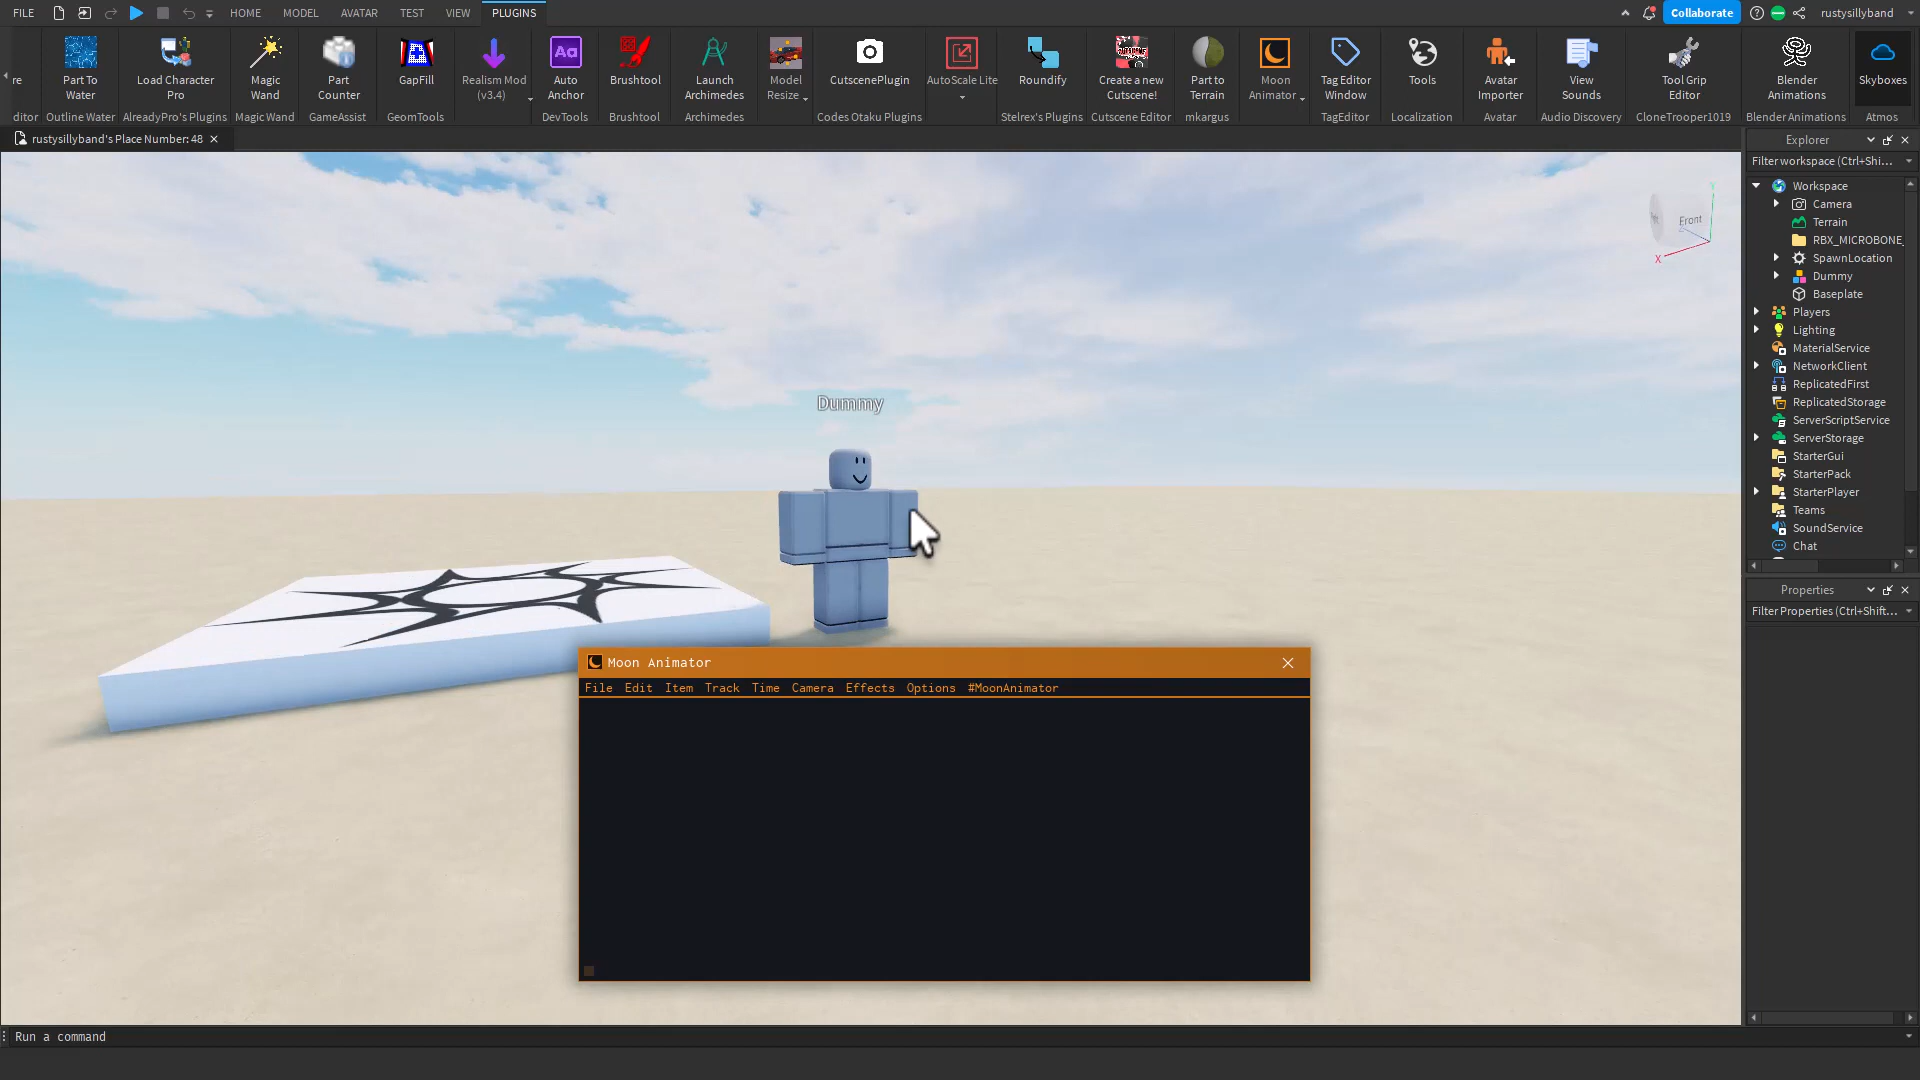 FILE HOME MODEL AVATAR TEST VIEW PLUGINS Collaborate rustysillyband
re Part To Water Load Character Pro Magic Wand Part Counter GapFill Realism Mod (v3.4) Auto Anchor Brushtool Launch Archimedes Model Resize CutscenePlugin AutoScale Lite Roundify Create a new Cutscene! Part to Terrain Moon Animator Tag Editor Window Tools Avatar Importer View Sounds Tool Grip Editor Blender Animations Skyboxes
Aa
ditor Outline Water AlreadyPro's Plugins Magic Wand GameAssist GeomTools DevTools Brushtool Archimedes Codes Otaku Plugins Stelrex's Plugins Cutscene Editor mkargus TagEditor Localization Avatar Audio Discovery CloneTrooper1019 Blender Animations Atmos
rustysillyband's Place Number: 48
Explorer
Filter workspace (Ctrl+Shi...
Workspace
Camera
Terrain
RBX_MICROBONE_
SpawnLocation
Dummy
Baseplate
Players
Lighting
MaterialService
NetworkClient
ReplicatedFirst
ReplicatedStorage
ServerScriptService
ServerStorage
StarterGui
StarterPack
StarterPlayer
Teams
SoundService
Chat
Properties
Filter Properties (Ctrl+Shift...
Y
Front
X
Dummy
Moon Animator
File Edit Item Track Time Camera Effects Options #MoonAnimator
Run a command